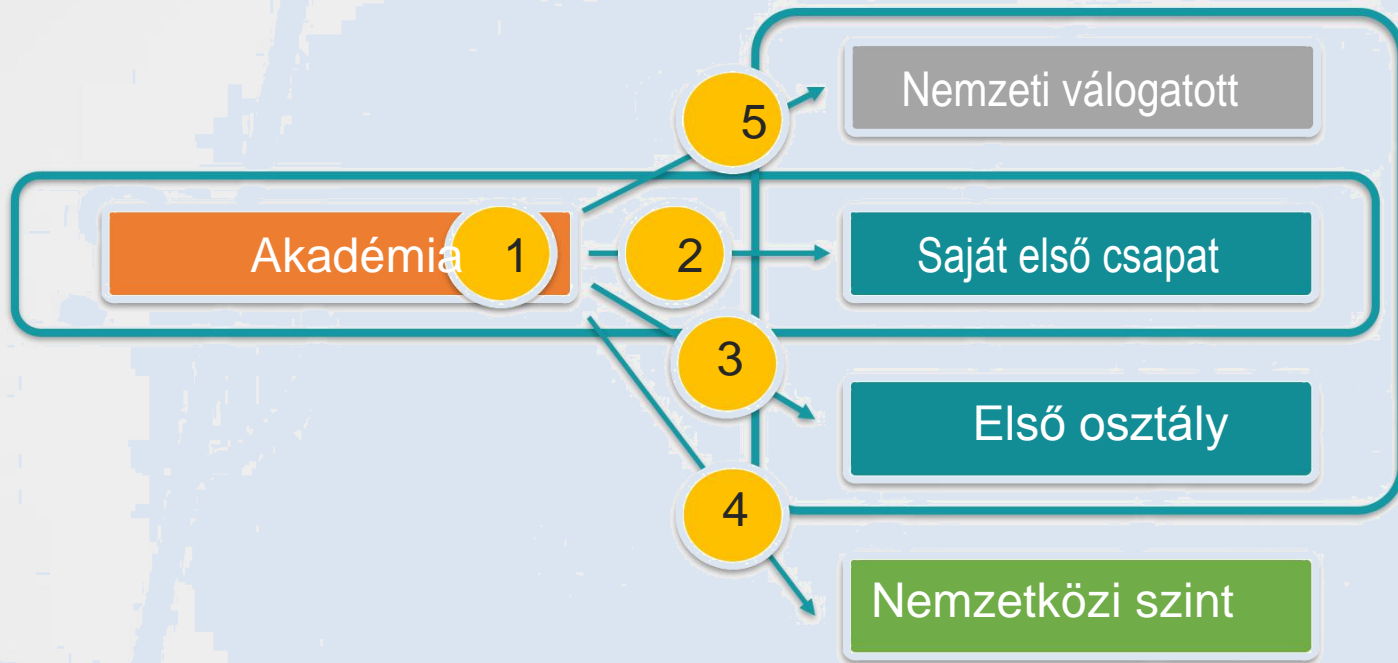 5
Nemzeti válogatott
Akadémia
1
2
Saját első csapat
3
Első osztály
4
Nemzetközi szint